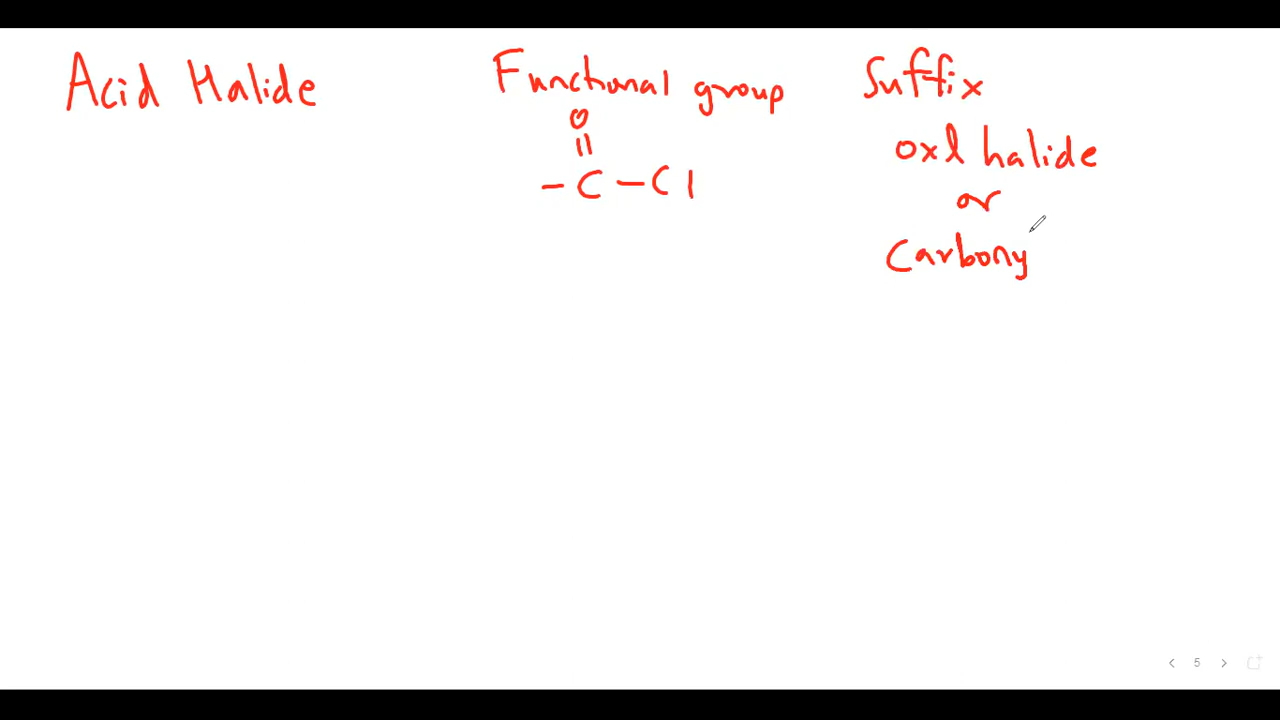 Acid Halide Functional group Suffix
O
||
- C - Cl
oxl halide
or
Carbony
5